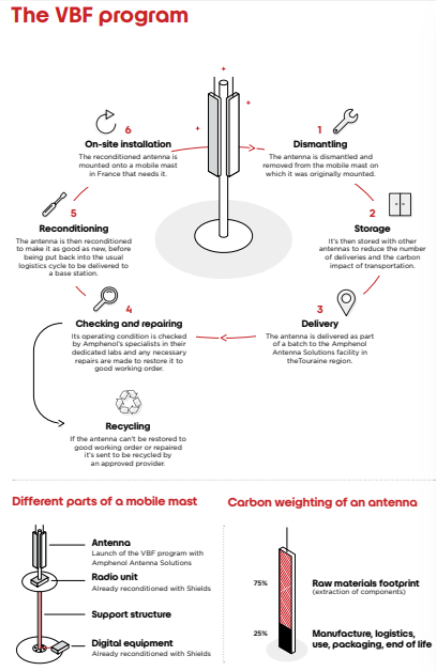 The VBF program
1
Dismantling
The antenna is dismantled and
removed from the mobile mast on
which it was originally mounted.
2
Storage
It's then stored with other
antennas to reduce the number
of deliveries and the carbon
impact of transportation.
3
Delivery
The antenna is delivered as part
of a batch to the Amphenol
Antenna Solutions facility in
theTouraine region.
4
Checking and repairing
Its operating condition is checked
by Amphenol's specialists in their
dedicated labs and any necessary
repairs are made to restore it to
good working order.
Recycling
If the antenna can't be restored to
good working order or repaired
it's sent to be recycled by
an approved provider.
5
Reconditioning
The antenna is then reconditioned
to make it as good as new, before
being put back into the usual
logistics cycle to be delivered to
a base station.
6
On-site installation
The reconditioned antenna is
mounted onto a mobile mast
in France that needs it.
Different parts of a mobile mast
Antenna
Launch of the VBF program with
Amphenol Antenna Solutions
Radio unit
Already reconditioned with Shields
Support structure
Digital equipment
Already reconditioned with Shields
Carbon weighting of an antenna
75%
Raw materials footprint
(extraction of components)
25%
Manufacture, logistics,
use, packaging, end of life